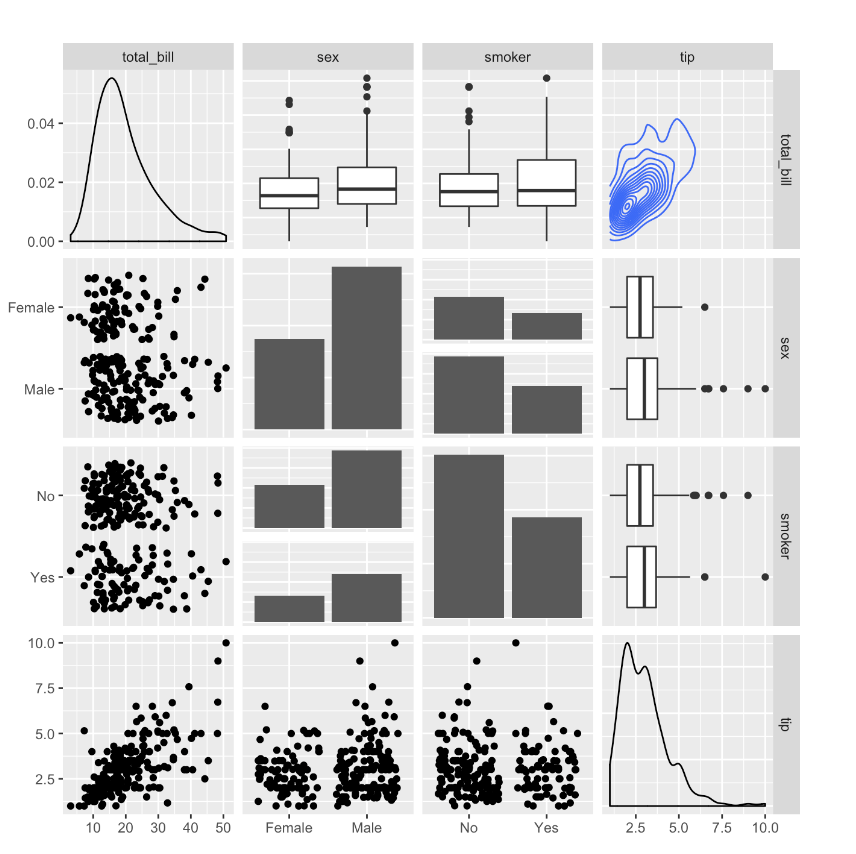 total_bill sex smoker tip
0.04
0.02
0.00
total_bill
Female
Male
sex
No
Yes
smoker
10.0
7.5
5.0
2.5
tip
10 20 30 40 50 Female Male No Yes 2.5 5.0 7.5 10.0